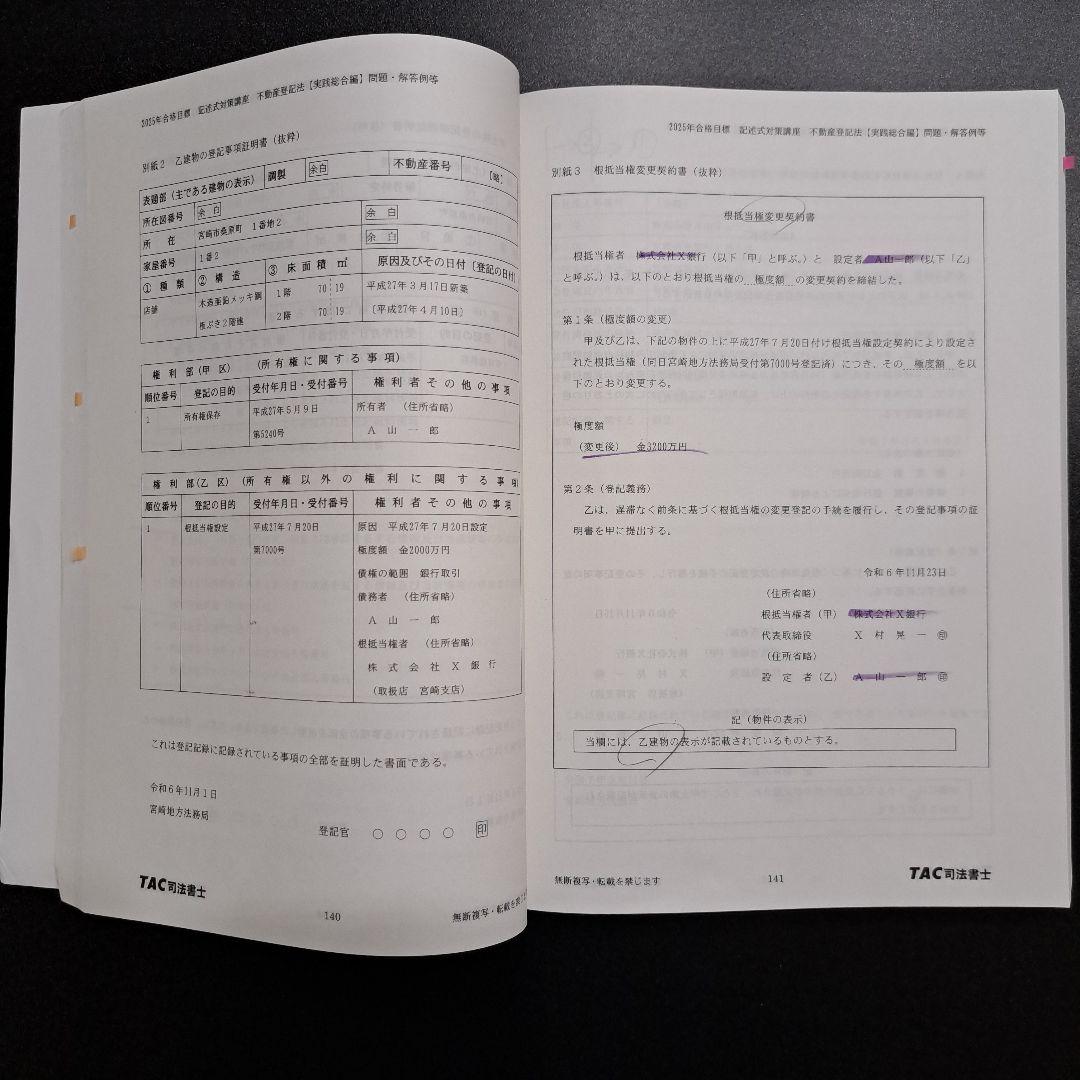 2025年合格目標　記述式対策講座　不動産登記法【実践総合編】問題・解答例等
別紙２　乙建物の登記事項証明書（抜粋）
表題部（主である建物の表示）　調製　余白　不動産番号　［略］
所在図番号　余白　余白
所　在　宮崎市桑原町　１番地２　余白
家屋番号　１番２
①　種　類　②　構　造　③　床　面　積　㎡　原因及びその日付〔登記の日付〕
店舗　木造亜鉛メッキ鋼　１階　70　19　平成27年３月17日新築
板ぶき２階建　２階　70　19　〔平成27年４月10日〕
権　利　部（甲　区）　（所有権に関する事項）
順位番号　登記の目的　受付年月日・受付番号　権利者その他の事項
１　所有権保存　平成27年５月９日　所有者　（住所省略）
第5240号　Ａ　山　一　郎
権　利　部（乙　区）　（所有権以外の権利に関する事項
順位番号　登記の目的　受付年月日・受付番号　権利者その他の事項
１　根抵当権設定　平成27年７月20日　原因　平成27年７月20日設定
第7000号　極度額　金2000万円
債権の範囲　銀行取引
債務者　（住所省略）
Ａ　山　一　郎
根抵当権者　（住所省略）
株　式　会　社　Ｘ　銀　行
（取扱店　宮崎支店）
これは登記記録に記録されている事項の全部を証明した書面である。
令和６年11月１日
宮崎地方法務局
登記官　○　○　○　○　印
TAC司法書士
140
無断複写・転載を禁じ
2025年合格目標　記述式対策講座　不動産登記法【実践総合編】問題・解答例等
別紙３　根抵当権変更契約書（抜粋）
根抵当権変更契約書
根抵当権者　株式会社Ｘ銀行（以下「甲」と呼ぶ。）と　設定者　Ａ山一郎（以下「乙」
と呼ぶ。）は、以下のとおり根抵当権の　極度額　の変更契約を締結した。
第１条（極度額の変更）
甲及び乙は、下記の物件の上に平成27年７月20日付け根抵当権設定契約により設定さ
れた根抵当権（同日宮崎地方法務局受付第7000号登記済）につき、その　極度額　を以
下のとおり変更する。
極度額
（変更後）　金3200万円
第２条（登記義務）
乙は、遅滞なく前条に基づく根抵当権の変更登記の手続を履行し、その登記事項の証
明書を甲に提出する。
令和６年11月23日
（住所省略）
根抵当権者（甲）　株式会社Ｘ銀行
代表取締役　Ｘ　村　晃　一　㊞
（住所省略）
設　定　者（乙）　Ａ　山　一　郎　㊞
記（物件の表示）
当欄には、乙建物の表示が記載されているものとする。
無断複写・転載を禁じます
141
TAC司法書士